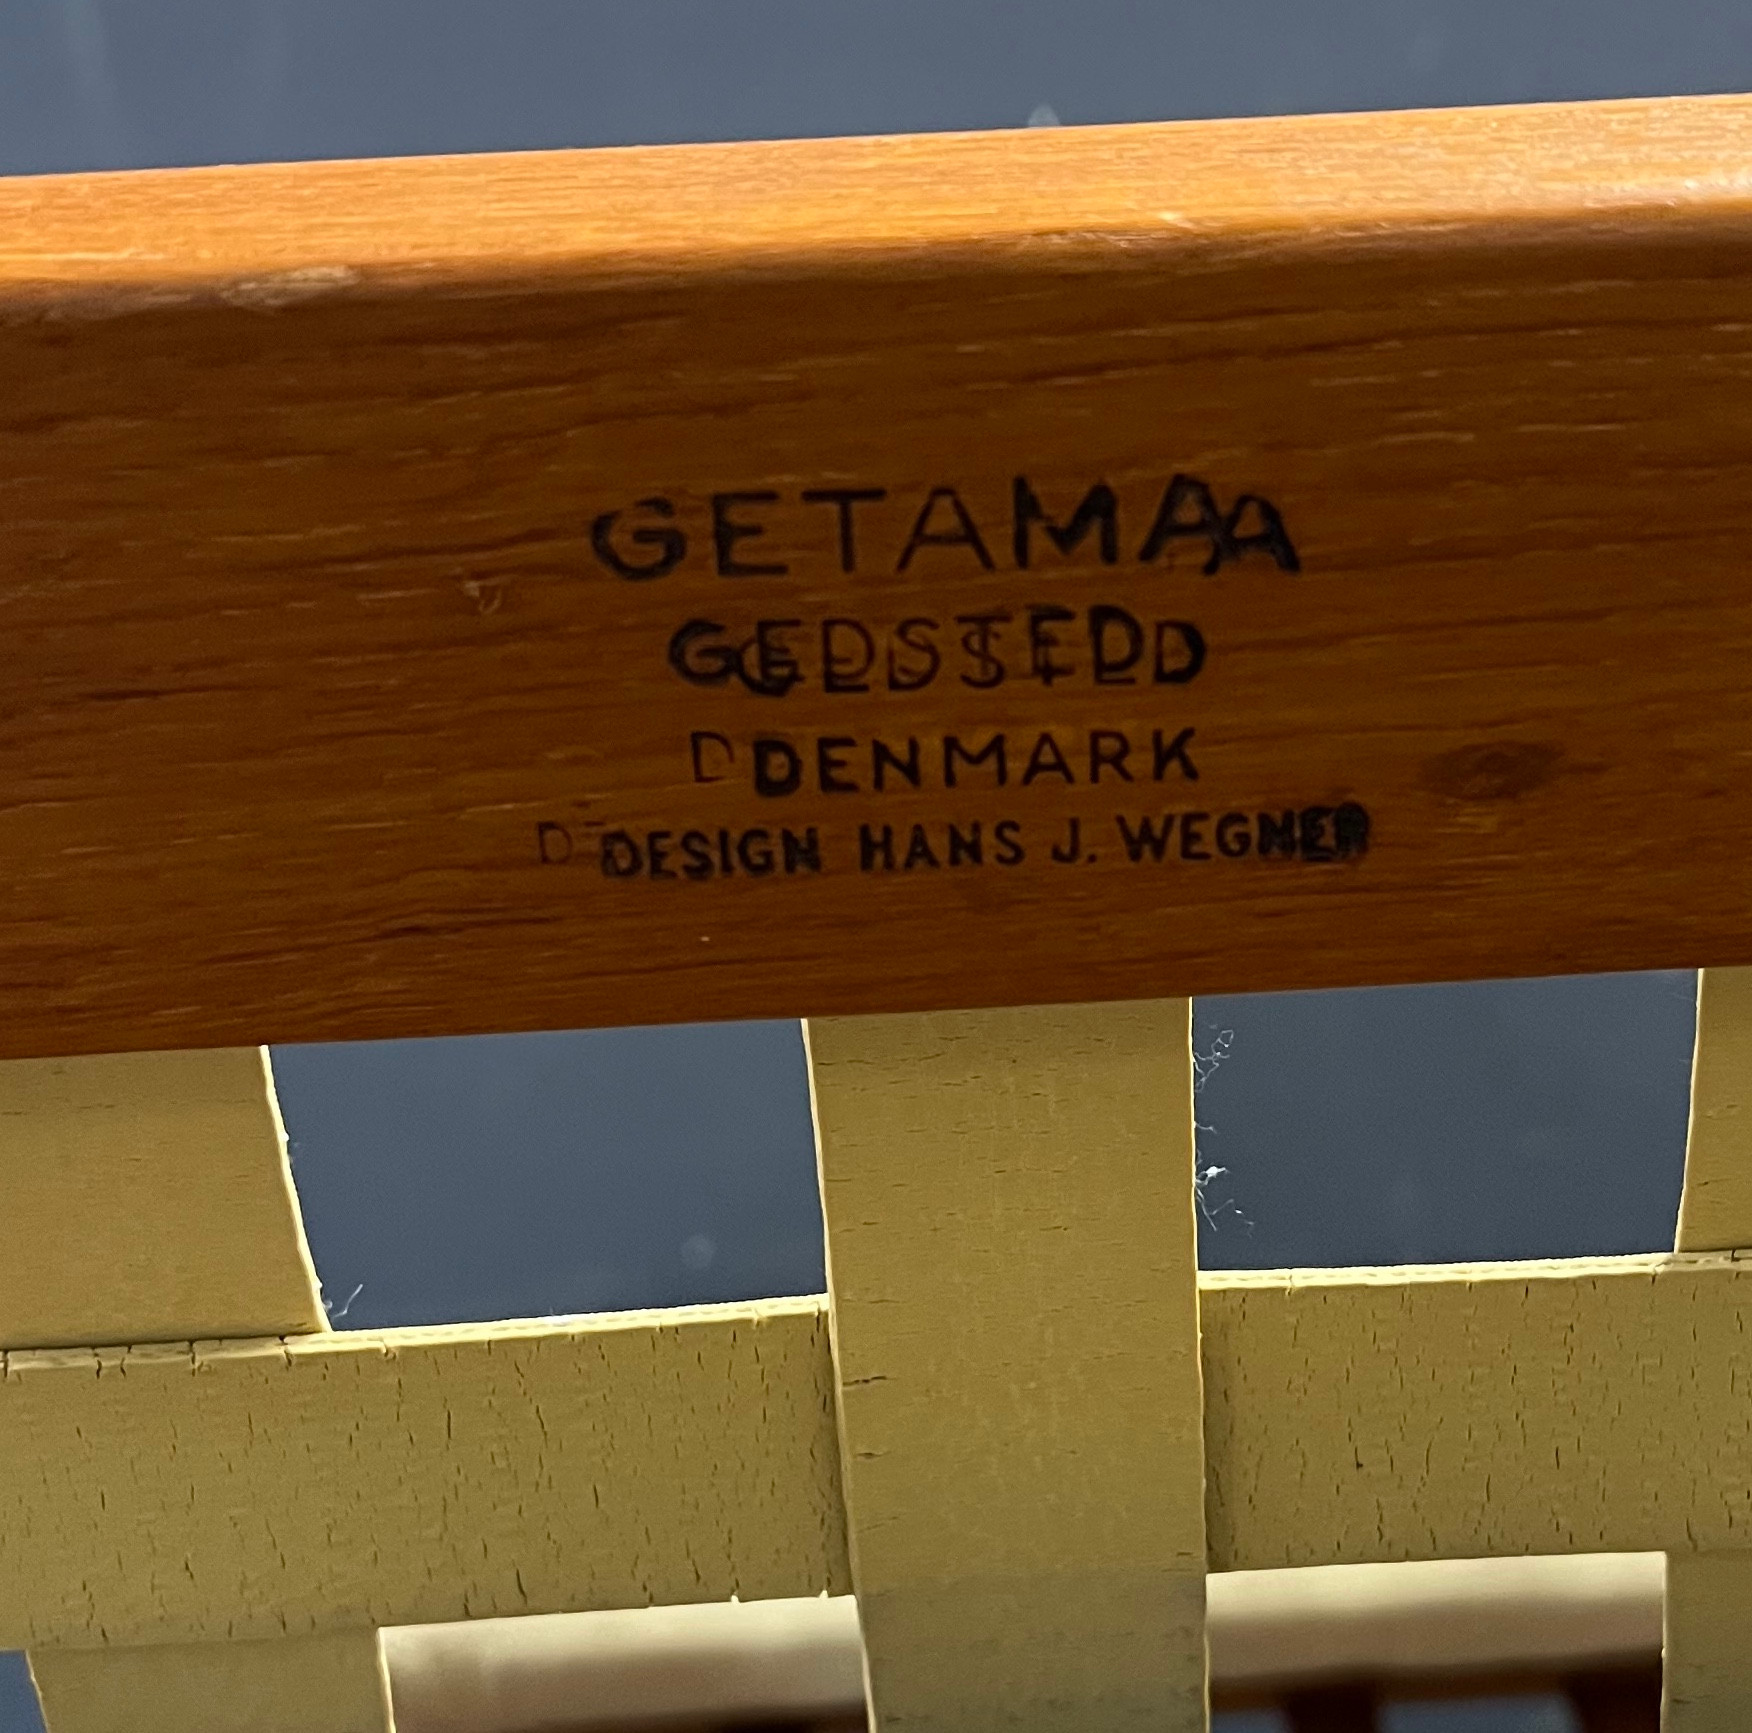 GETAMA
GEDSTED
DENMARK
DESIGN HANS J. WEGNER